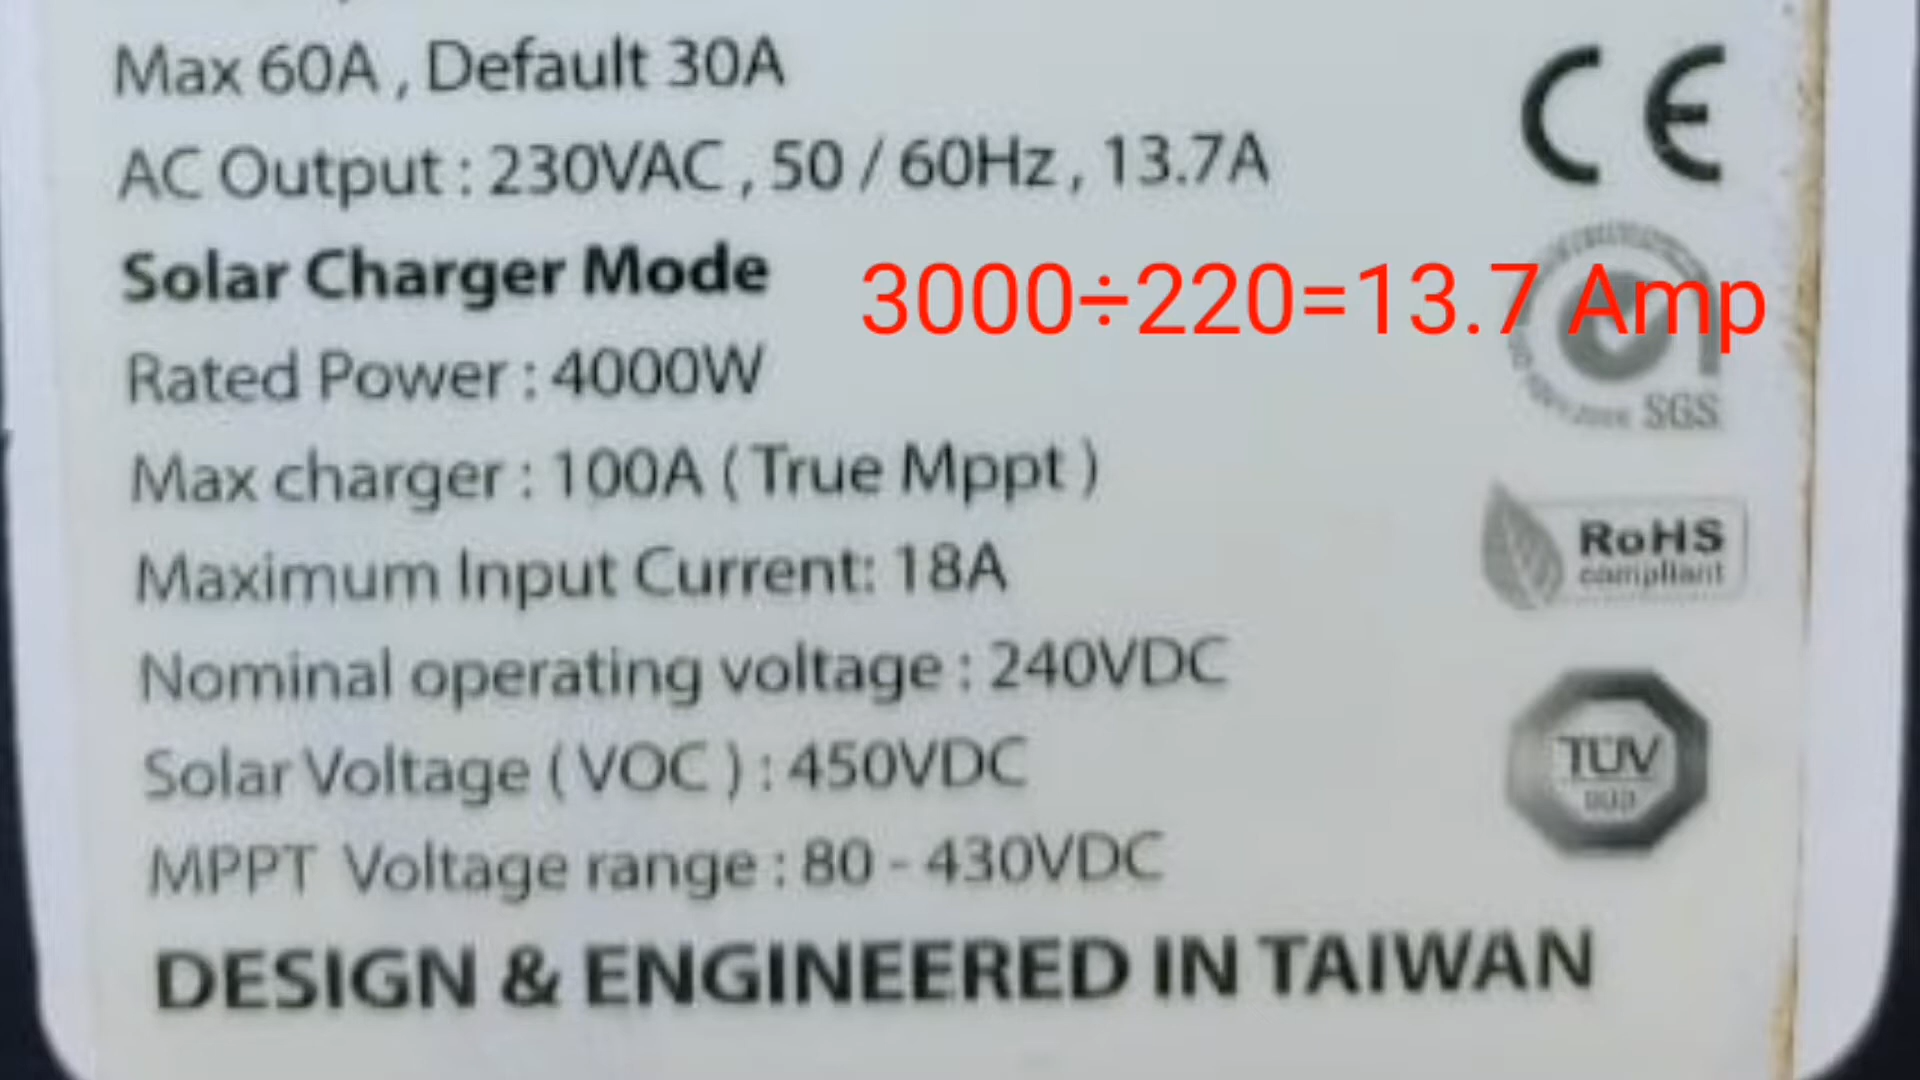 Max 60A , Default 30A
AC Output : 230VAC , 50 / 60Hz , 13.7A
Solar Charger Mode
3000÷220=13.7 Amp
Rated Power : 4000W
SGS
Max charger : 100A ( True Mppt )
RoHS
compliant
Maximum Input Current: 18A
Nominal operating voltage : 240VDC
TÜV
Solar Voltage ( VOC ) : 450VDC
MPPT Voltage range : 80 - 430VDC
DESIGN & ENGINEERED IN TAIWAN
CE